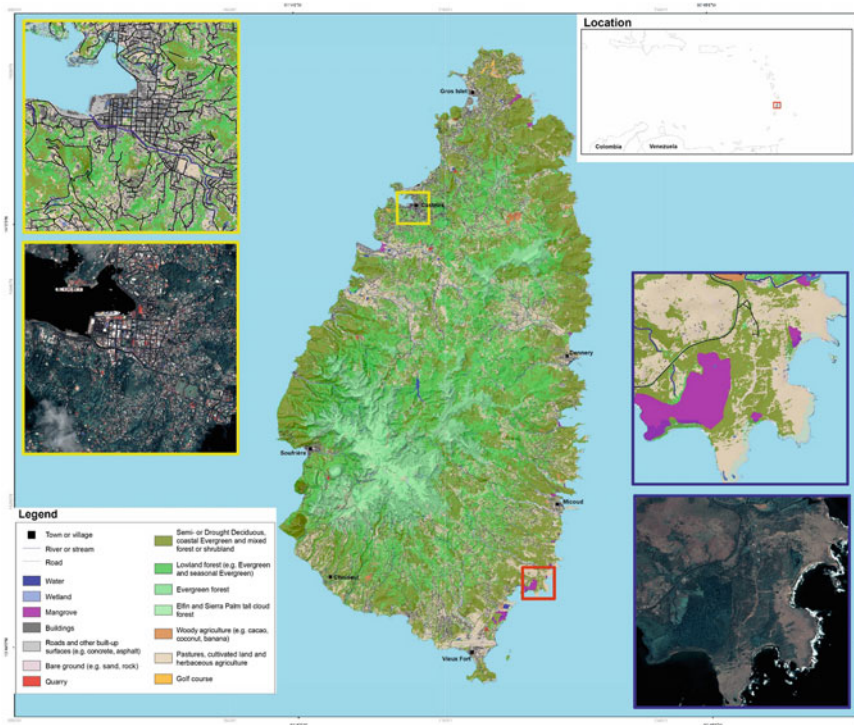 Location
Colombia
Venezuela
Gros Islet
Castries
Dennery
Soufrière
Micoud
Choiseul
Vieux Fort
Legend
Town or village
River or stream
Road
Water
Wetland
Mangrove
Buildings
Roads and other built-up
surfaces (e.g. concrete, asphalt)
Bare ground (e.g. sand, rock)
Quarry
Semi- or Drought Deciduous,
coastal Evergreen and mixed
forest or shrubland
Lowland forest (e.g. Evergreen
and seasonal Evergreen)
Evergreen forest
Elfin and Sierra Palm tall cloud
forest
Woody agriculture (e.g. cacao,
coconut, banana)
Pastures, cultivated land and
herbaceous agriculture
Golf course